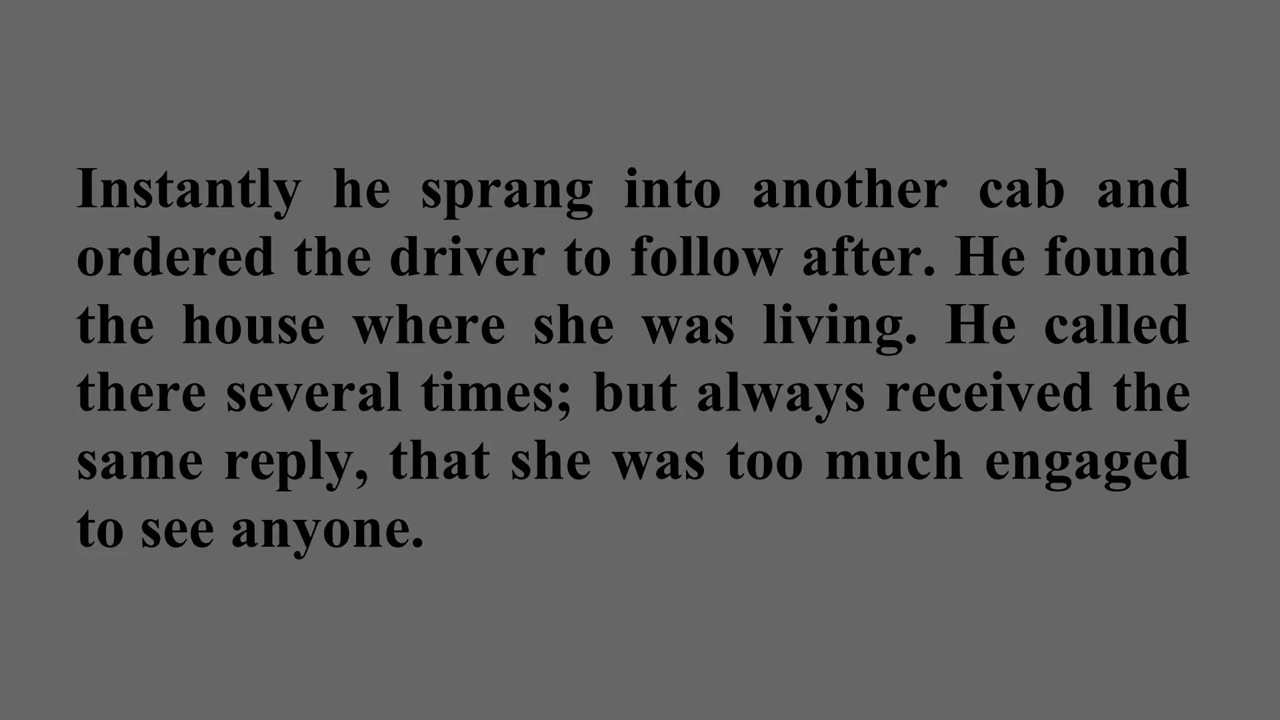 Instantly he sprang into another cab and
ordered the driver to follow after. He found
the house where she was living. He called
there several times; but always received the
same reply, that she was too much engaged
to see anyone.